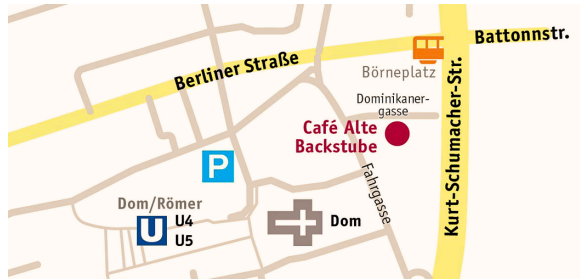 Battonnstr.
Berliner Straße
Börneplatz
Kurt-Schumacher-Str.
Dominikaner-
gasse
Café Alte
Backstube
P
Fahrgasse
Dom/Römer
U
U4
U5
Dom